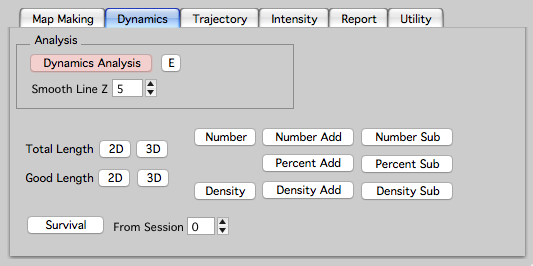 Map Making Dynamics Trajectory Intensity Report Utility
Analysis
Dynamics Analysis E
Smooth Line Z 5
Number Number Add Number Sub
Total Length 2D 3D
Percent Add Percent Sub
Good Length 2D 3D
Density Density Add Density Sub
Survival From Session 0